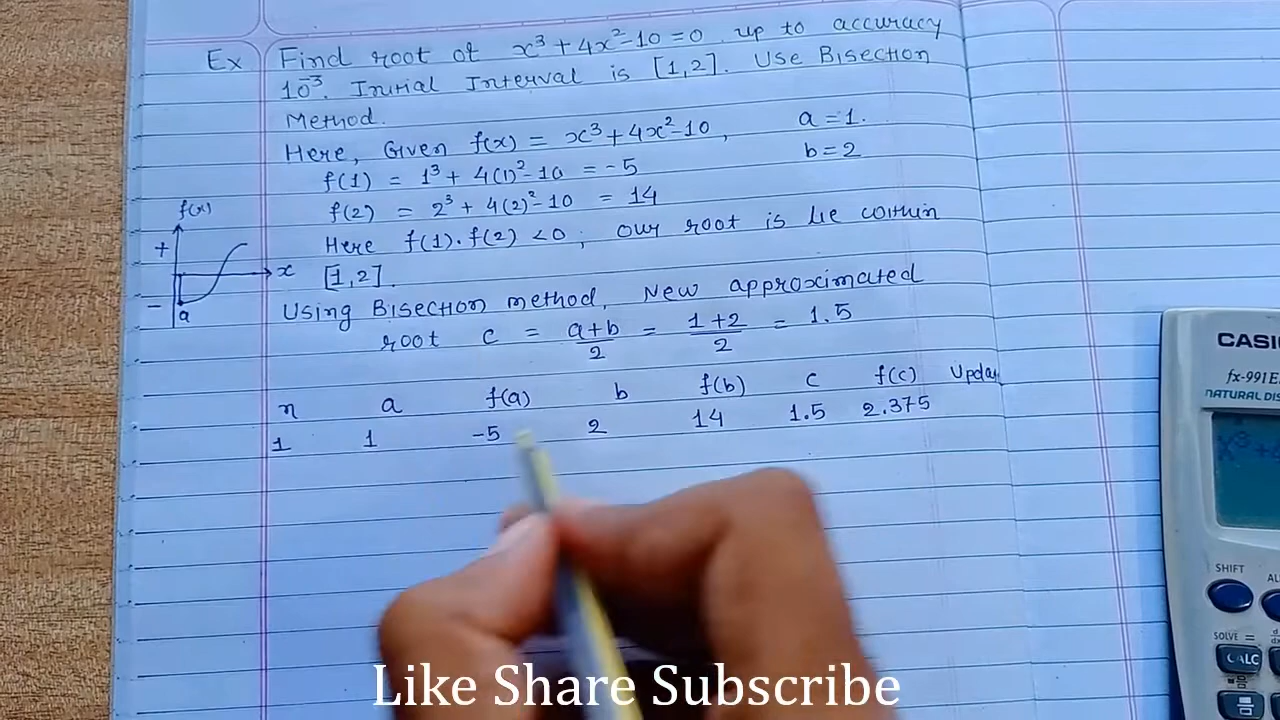 Ex Find root of x³ + 4x² - 10 = 0 up to accuracy
10⁻³. Initial Interval is [1,2]. Use Bisection
Method.
Here, Given f(x) = x³ + 4x² - 10, a = 1.
f(1) = 1³ + 4(1)² - 10 = -5 b = 2
f(2) = 2³ + 4(2)² - 10 = 14
Here f(1).f(2) < 0, our root is lie within
[1,2].
f(x)
+
x
-
a
Using Bisection method, New approximated
root c = a+b/2 = 1+2/2 = 1.5
n a f(a) b f(b) c f(c)
1 1 -5 2 14 1.5 2.375
CASI
fx-991E
NATURAL DIS
SHIFT
SOLVE =
CALC
Like Share Subscribe